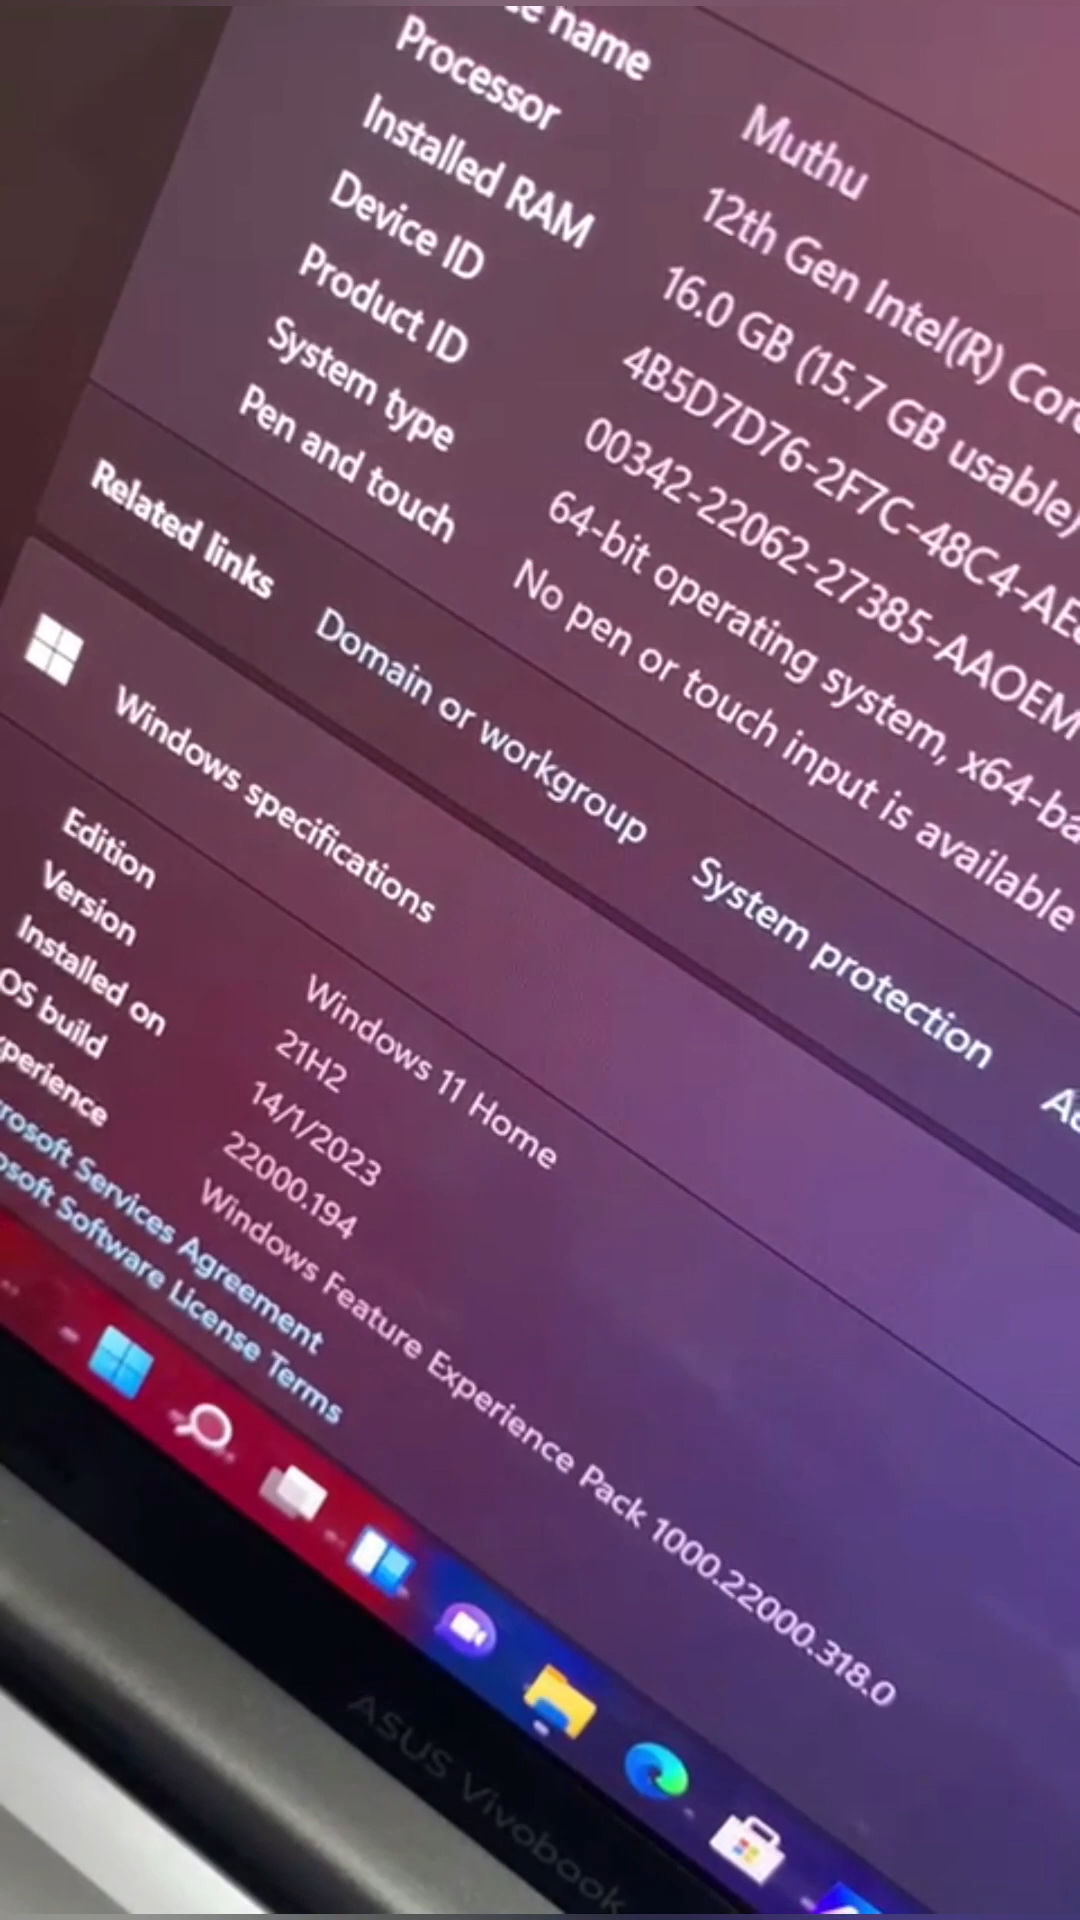 ce name Muthu
Processor 12th Gen Intel(R) Core
Installed RAM 16.0 GB (15.7 GB usable)
Device ID 4B5D7D76-2F7C-48C4-AE
Product ID 00342-22062-27385-AAOEM
System type 64-bit operating system, x64-ba
Pen and touch No pen or touch input is available
Related links Domain or workgroup System protection A
Windows specifications
Edition Windows 11 Home
Version 21H2
Installed on 14/1/2023
OS build 22000.194
xperience Windows Feature Experience Pack 1000.22000.318.0
rosoft Services Agreement
osoft Software License Terms
ASUS Vivobook